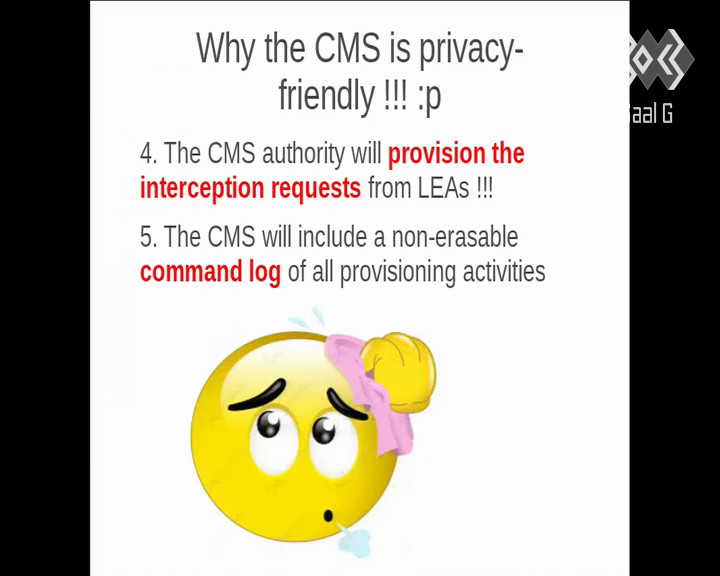 Why the CMS is privacy-
friendly !!! :p
4. The CMS authority will provision the
interception requests from LEAs !!!
5. The CMS will include a non-erasable
command log of all provisioning activities
aal G